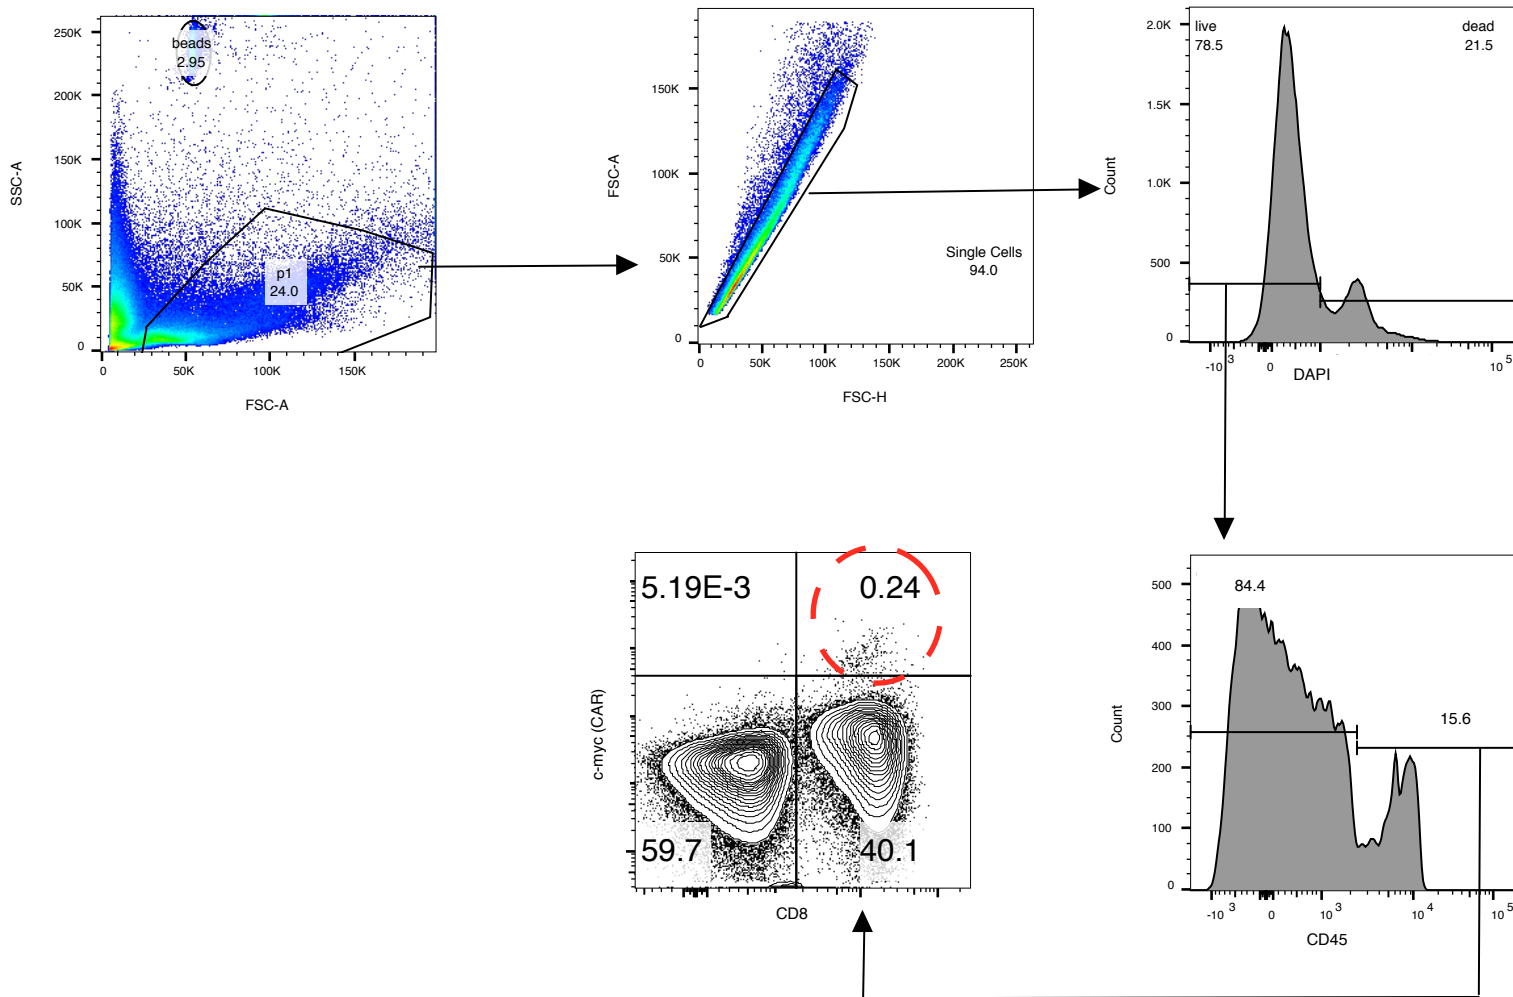 250K
200K
150K
100K
50K
0
SSC-A
beads
2.95
p1
24.0
0
50K
100K
150K
FSC-A
150K
100K
50K
0
FSC-A
Single Cells
94.0
0
50K
100K
150K
200K
250K
FSC-H
2.0K
1.5K
1.0K
500
0
Count
live
78.5
dead
21.5
-10 3
0
10 5
DAPI
5.19E-3
0.24
59.7
40.1
c-myc (CAR)
CD8
500
400
300
200
100
0
Count
84.4
15.6
-10 3
0
10 3
10 4
10 5
CD45